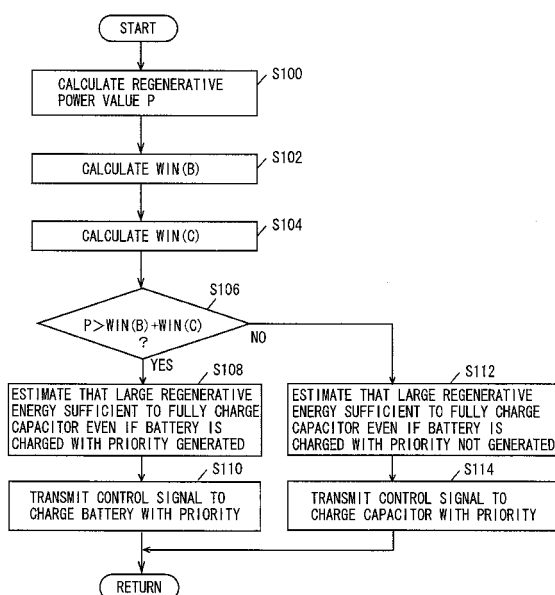 START
S100
CALCULATE REGENERATIVE
POWER VALUE P
S102
CALCULATE WIN(B)
S104
CALCULATE WIN(C)
S106
P>WIN(B)+WIN(C)
?
NO
YES
S108
ESTIMATE THAT LARGE REGENERATIVE
ENERGY SUFFICIENT TO FULLY CHARGE
CAPACITOR EVEN IF BATTERY IS
CHARGED WITH PRIORITY GENERATED
S112
ESTIMATE THAT LARGE REGENERATIVE
ENERGY SUFFICIENT TO FULLY CHARGE
CAPACITOR EVEN IF BATTERY IS
CHARGED WITH PRIORITY NOT GENERATED
S110
TRANSMIT CONTROL SIGNAL TO
CHARGE BATTERY WITH PRIORITY
S114
TRANSMIT CONTROL SIGNAL TO
CHARGE CAPACITOR WITH PRIORITY
RETURN